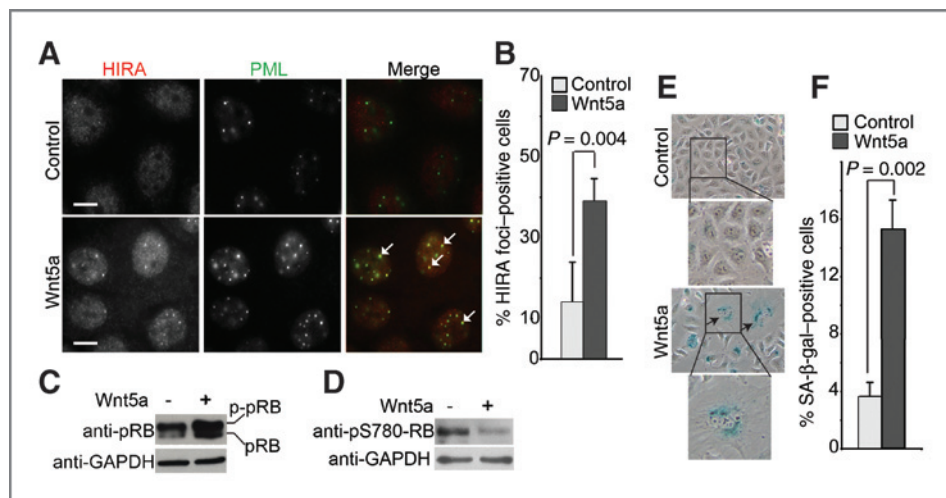 A
HIRA
PML
Merge
Control
Wnt5a
B
Control
Wnt5a
P = 0.004
% HIRA foci–positive cells
70
50
30
10
0
C
Wnt5a - +
anti-pRB
p-pRB
pRB
anti-GAPDH
D
Wnt5a - +
anti-pS780-RB
anti-GAPDH
E
Control
Wnt5a
F
Control
Wnt5a
P = 0.002
% SA-β-gal–positive cells
16
12
8
4
0